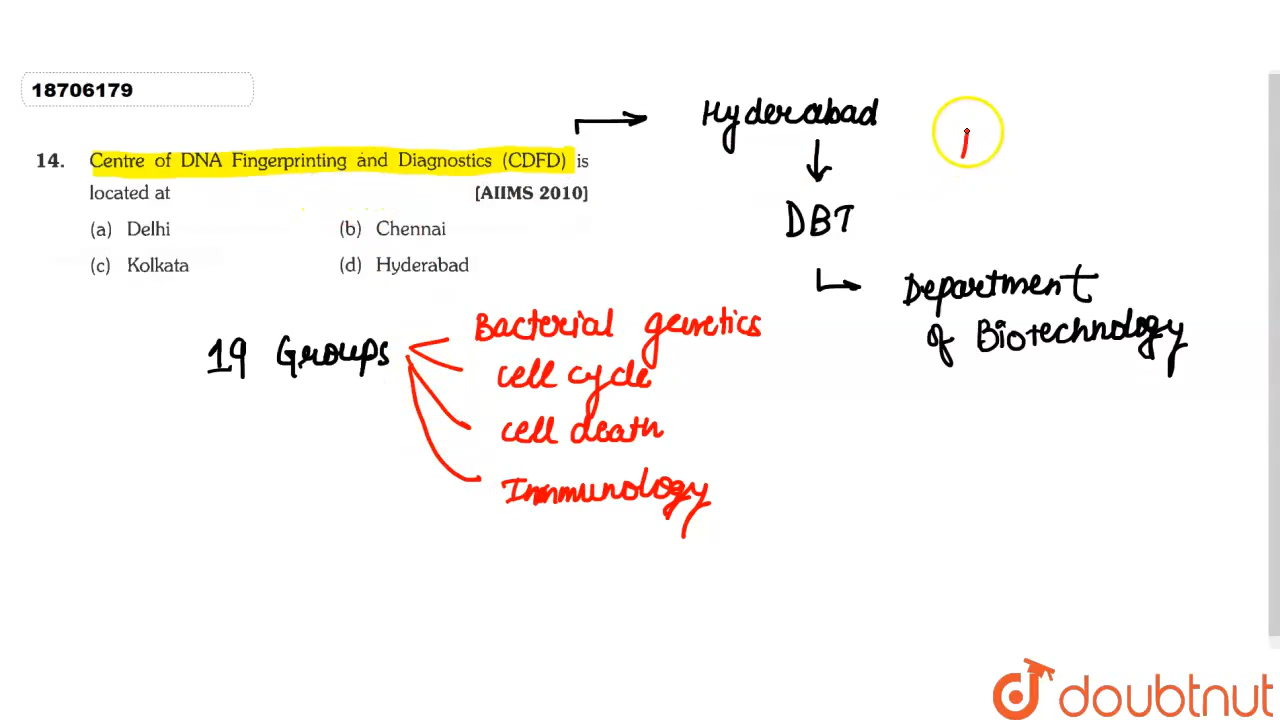 18706179
14. Centre of DNA Fingerprinting and Diagnostics (CDFD) is
located at [AIIMS 2010]
(a) Delhi (b) Chennai
(c) Kolkata (d) Hyderabad
Hyderabad
DBT
Department
of Biotechnology
19 Groups
Bacterial genetics
cell cycle
cell death
Immunology
doubtnut